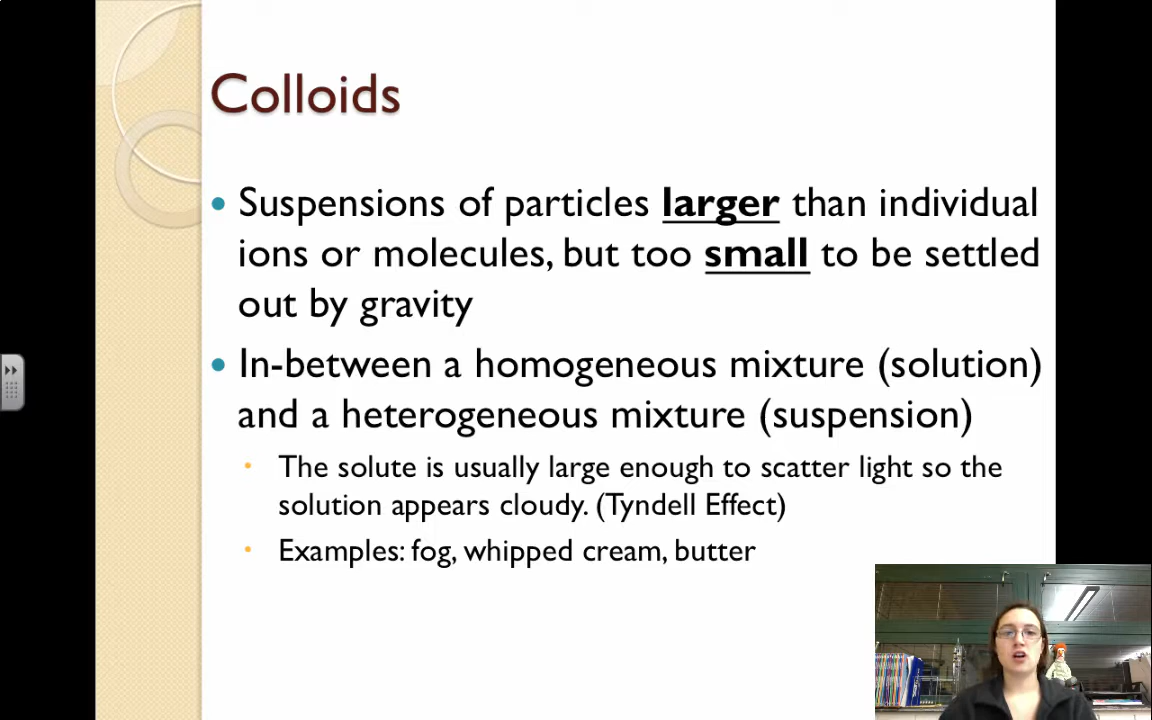 Colloids
• Suspensions of particles larger than individual
ions or molecules, but too small to be settled
out by gravity
• In-between a homogeneous mixture (solution)
and a heterogeneous mixture (suspension)
• The solute is usually large enough to scatter light so the
solution appears cloudy. (Tyndell Effect)
• Examples: fog, whipped cream, butter